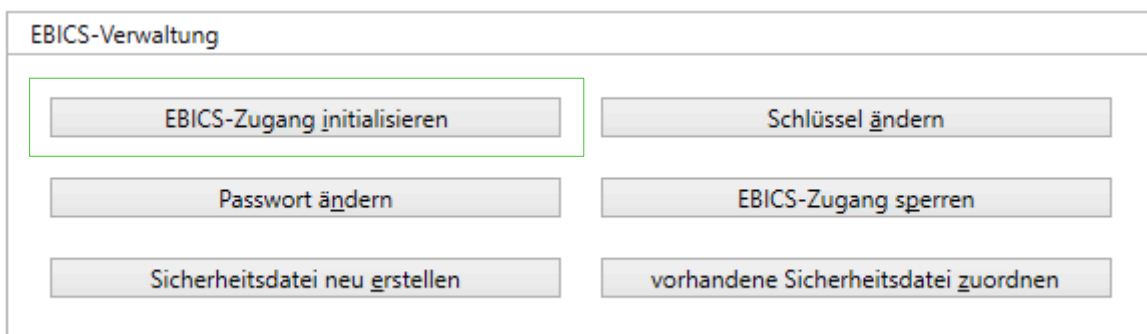 EBICS-Verwaltung
EBICS-Zugang initialisieren
Schlüssel ändern
Passwort ändern
EBICS-Zugang sperren
Sicherheitsdatei neu erstellen
vorhandene Sicherheitsdatei zuordnen